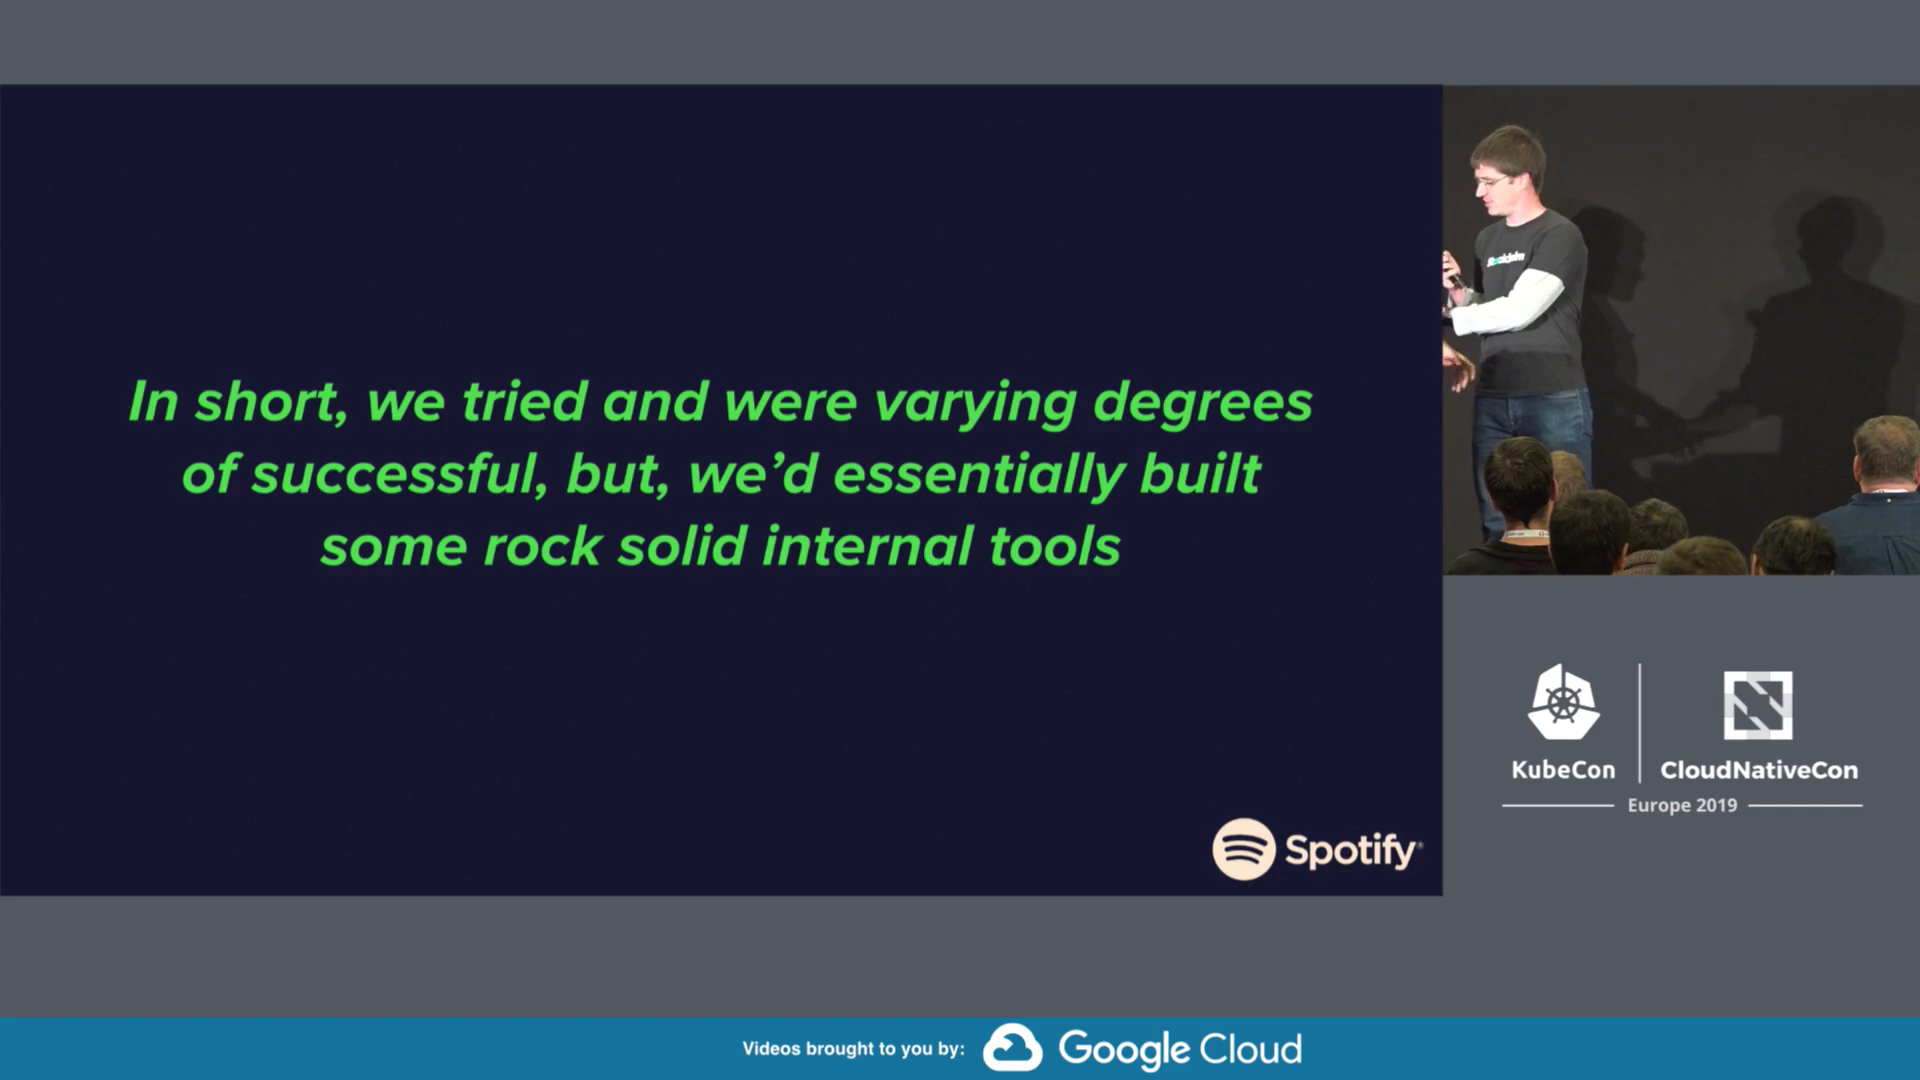 In short, we tried and were varying degrees
of successful, but, we’d essentially built
some rock solid internal tools
Spotify
KubeCon
CloudNativeCon
Europe 2019
Videos brought to you by:
Google Cloud